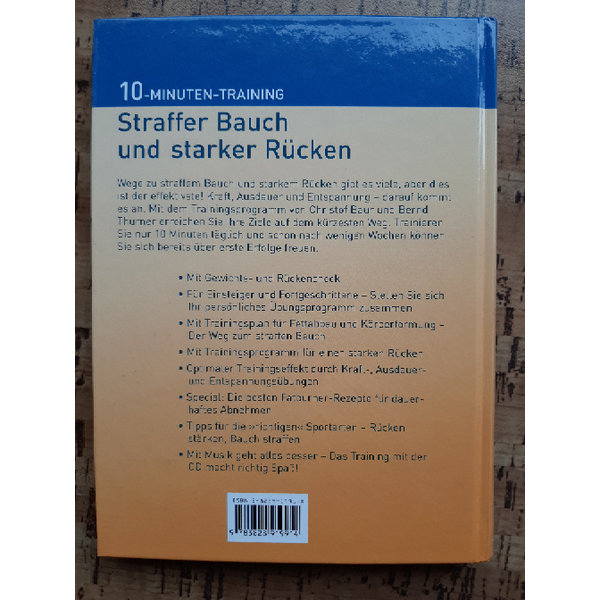 10-MINUTEN-TRAINING
Straffer Bauch
und starker Rücken
Wege zu straffem Bauch und starkem Rücken gibt es viele, aber dies
ist der effektivste! Kraft, Ausdauer und Entspannung – darauf kommt
es an. Mit dem Trainingsprogramm von Christof Baur und Bernd
Thurner erreichen Sie Ihre Ziele auf dem kürzesten Weg. Trainieren
Sie nur 10 Minuten täglich und schon nach wenigen Wochen können
Sie sich bereits über erste Erfolge freuen.
• Mit Gewichts- und Rückencheck
• Für Einsteiger und Fortgeschrittene – Stellen Sie sich
Ihr persönliches Übungsprogramm zusammen
• Mit Trainingsplan für Fettabbau und Körperformung –
Der Weg zum straffen Bauch
• Mit Trainingsprogramm für einen starken Rücken
• Optimaler Trainingseffekt durch Kraft-, Ausdauer-
und Entspannungsübungen
• Special: Die besten Fatburner-Rezepte für dauer-
haftes Abnehmen
• Tipps für die »richtigen« Sportarten – Rücken
stärken, Bauch straffen
• Mit Musik geht alles besser – Das Training mit der
CD macht richtig Spaß!
ISBN
9 783828 919914